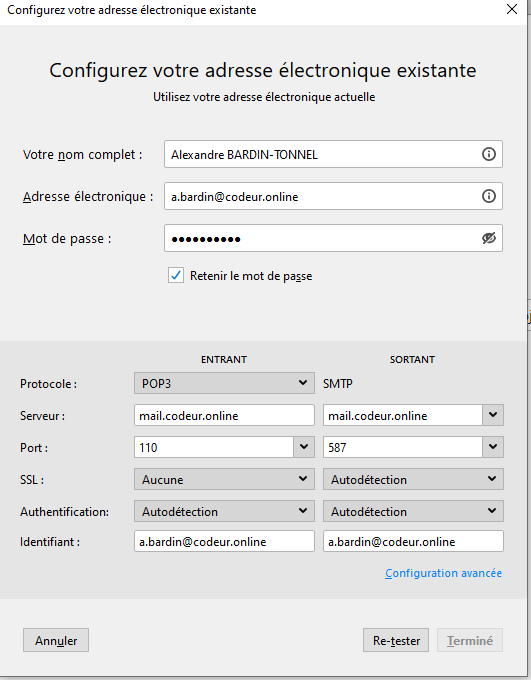 Configurez votre adresse électronique existante
Configurez votre adresse électronique existante
Utilisez votre adresse électronique actuelle
Votre nom complet : Alexandre BARDIN-TONNEL
Adresse électronique : a.bardin@codeur.online
Mot de passe : ●●●●●●●●●●
Retenir le mot de passe
ENTRANT SORTANT
Protocole : POP3 SMTP
Serveur : mail.codeur.online mail.codeur.online
Port : 110 587
SSL : Aucune Autodétection
Authentification: Autodétection Autodétection
Identifiant : a.bardin@codeur.online a.bardin@codeur.online
Configuration avancée
Annuler Re-tester Terminé